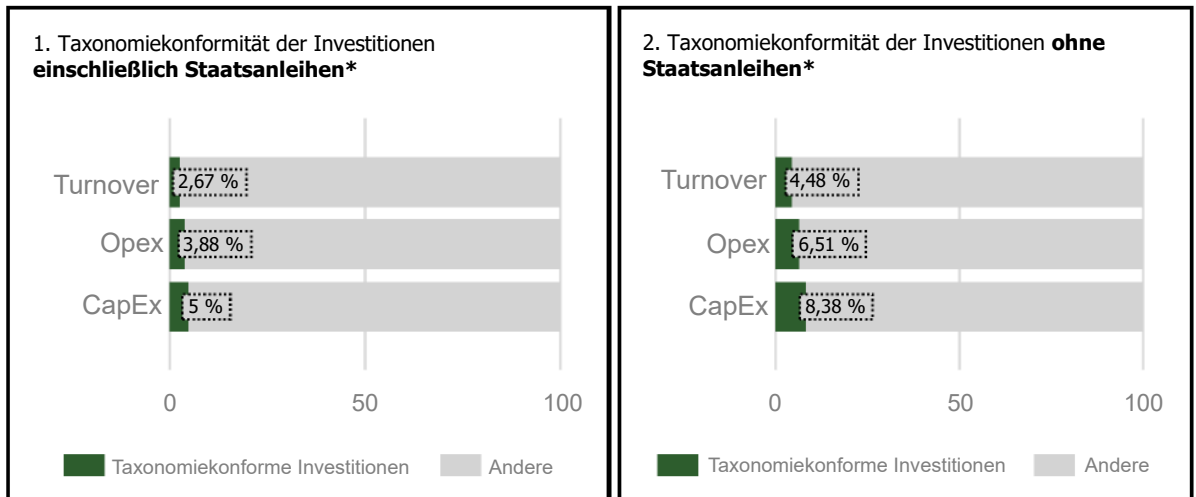 1. Taxonomiekonformität der Investitionen
einschließlich Staatsanleihen*
Turnover
2,67 %
Opex
3,88 %
CapEx
5 %
0 50 100
Taxonomiekonforme Investitionen Andere
2. Taxonomiekonformität der Investitionen ohne
Staatsanleihen*
Turnover
4,48 %
Opex
6,51 %
CapEx
8,38 %
0 50 100
Taxonomiekonforme Investitionen Andere